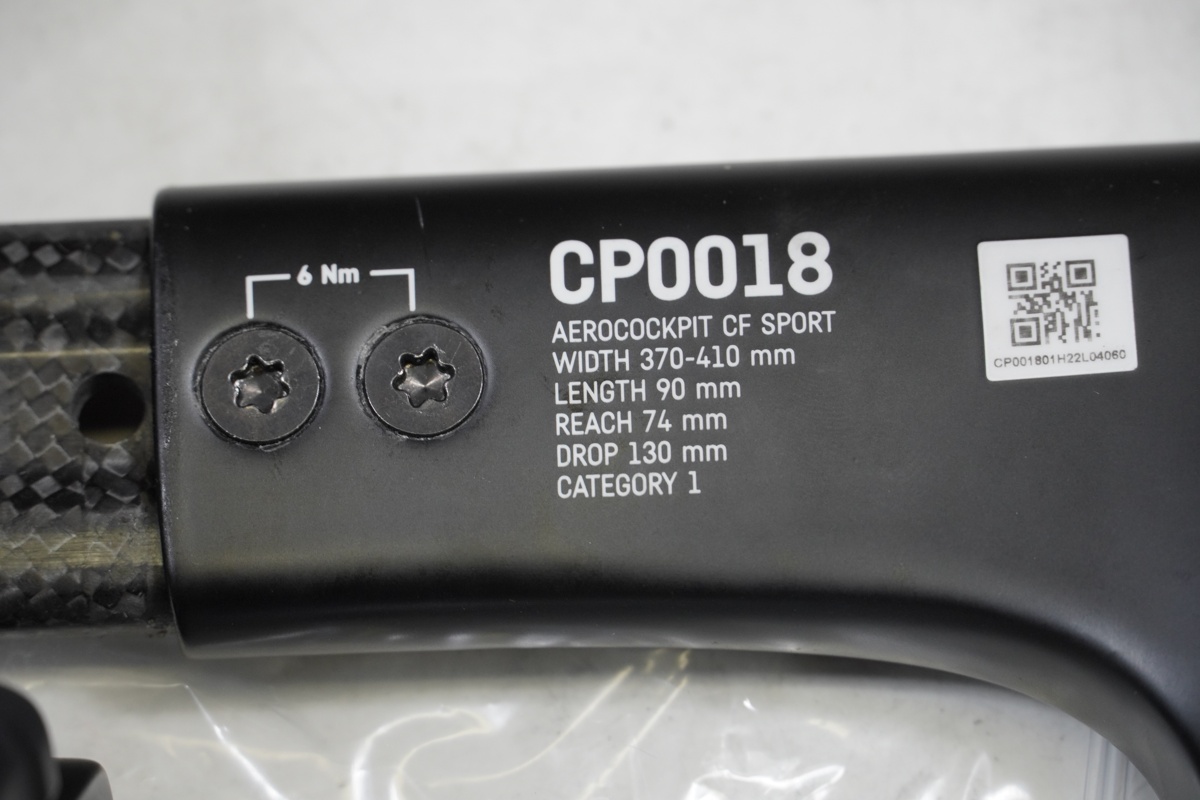 6 Nm
CP0018
AEROCOCKPIT CF SPORT
WIDTH 370-410 mm
LENGTH 90 mm
REACH 74 mm
DROP 130 mm
CATEGORY 1
CP001801H22L04060